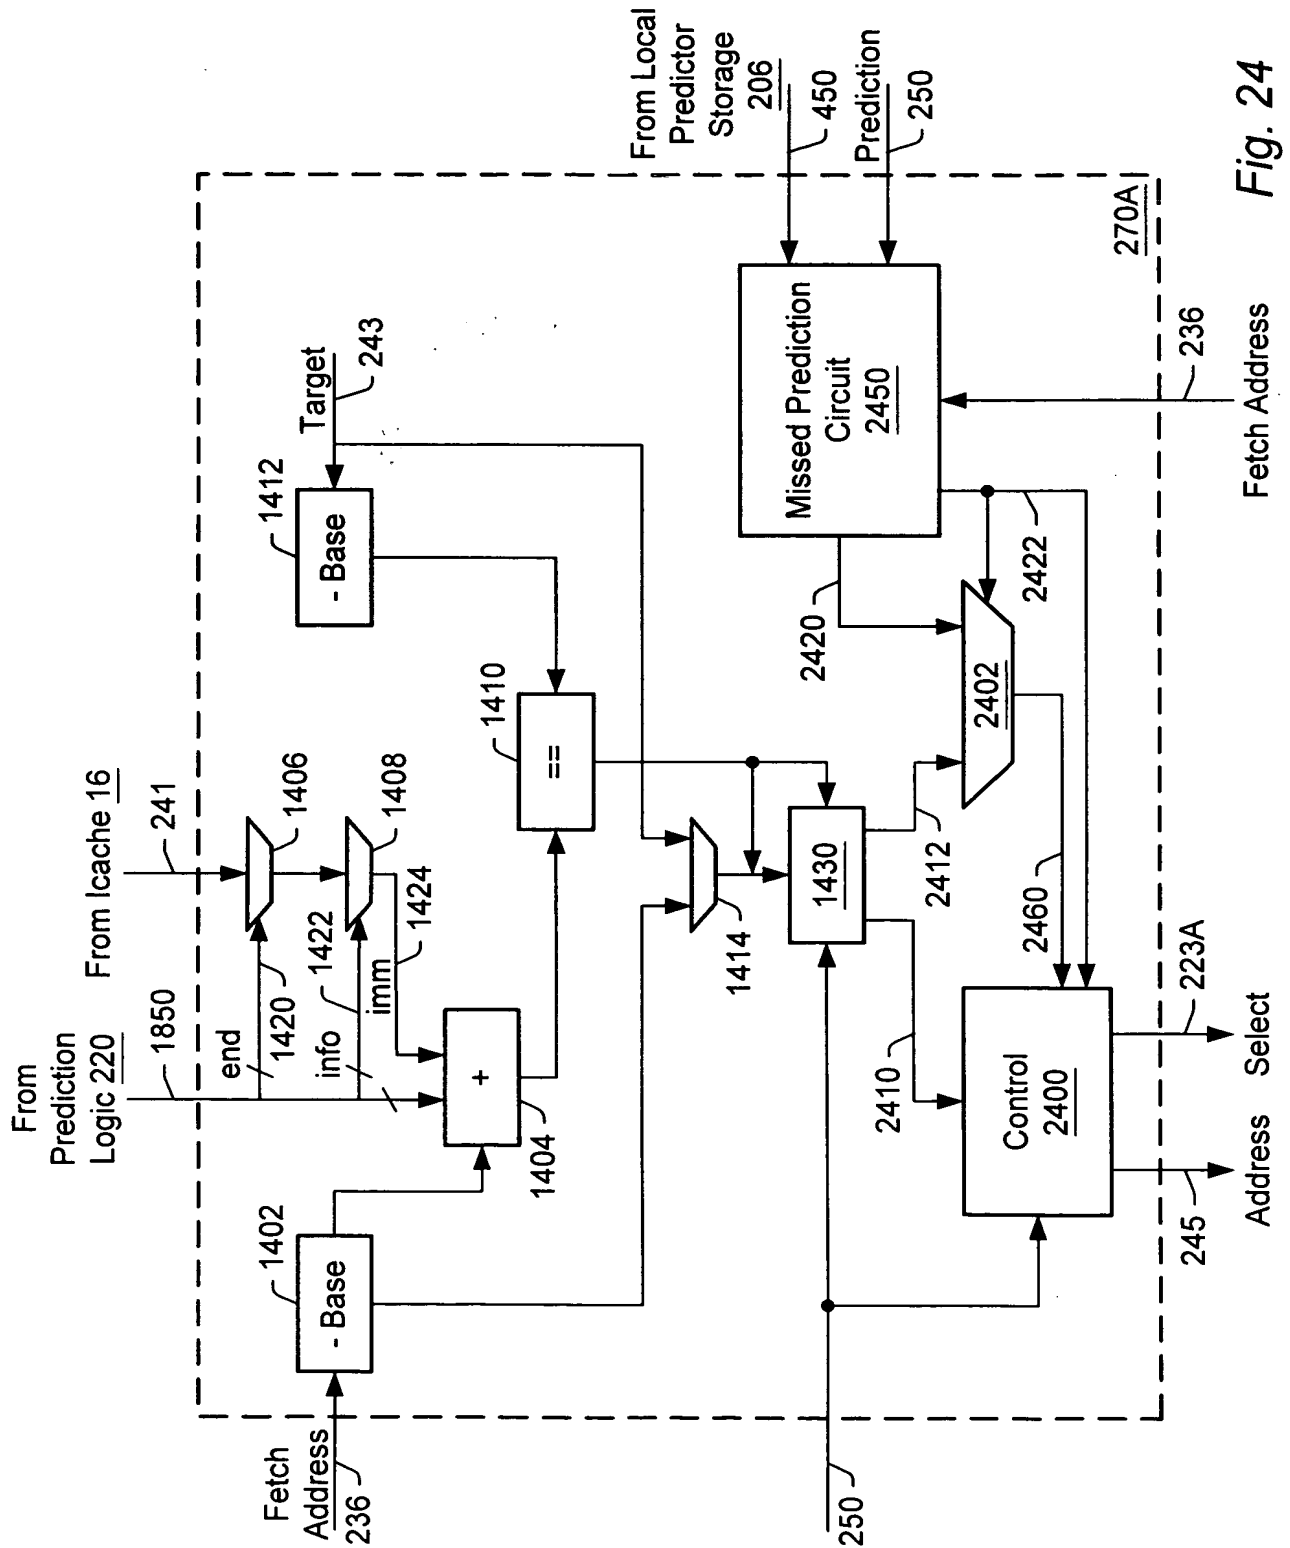 From
Prediction
Logic 220
1850
From Icache 16
241
Fetch
Address
236
1402
- Base
end
1420
info
1422
imm
1424
1406
1408
+
1404
1412
- Base
Target
243
1410
==
1414
1430
250
From Local
Predictor
Storage
206
450
Prediction
250
Missed Prediction
Circuit
2450
2420
2422
2402
2412
2410
2460
Control
2400
245
Address
223A
Select
236
Fetch Address
270A
Fig. 24